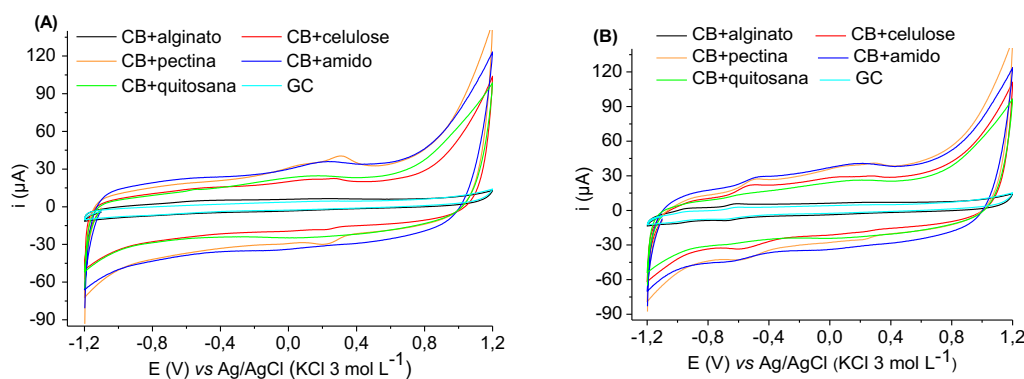 (A)
CB+alginato CB+celulose
CB+pectina CB+amido
CB+quitosana GC
120
90
60
30
0
-30
-60
-90
i (µA)
-1,2 -0,8 -0,4 0,0 0,4 0,8 1,2
E (V) vs Ag/AgCl (KCl 3 mol L⁻¹)
(B)
CB+alginato CB+celulose
CB+pectina CB+amido
CB+quitosana GC
150
120
90
60
30
0
-30
-60
-90
i (µA)
-1,2 -0,8 -0,4 0,0 0,4 0,8 1,2
E (V) vs Ag/AgCl (KCl 3 mol L⁻¹)